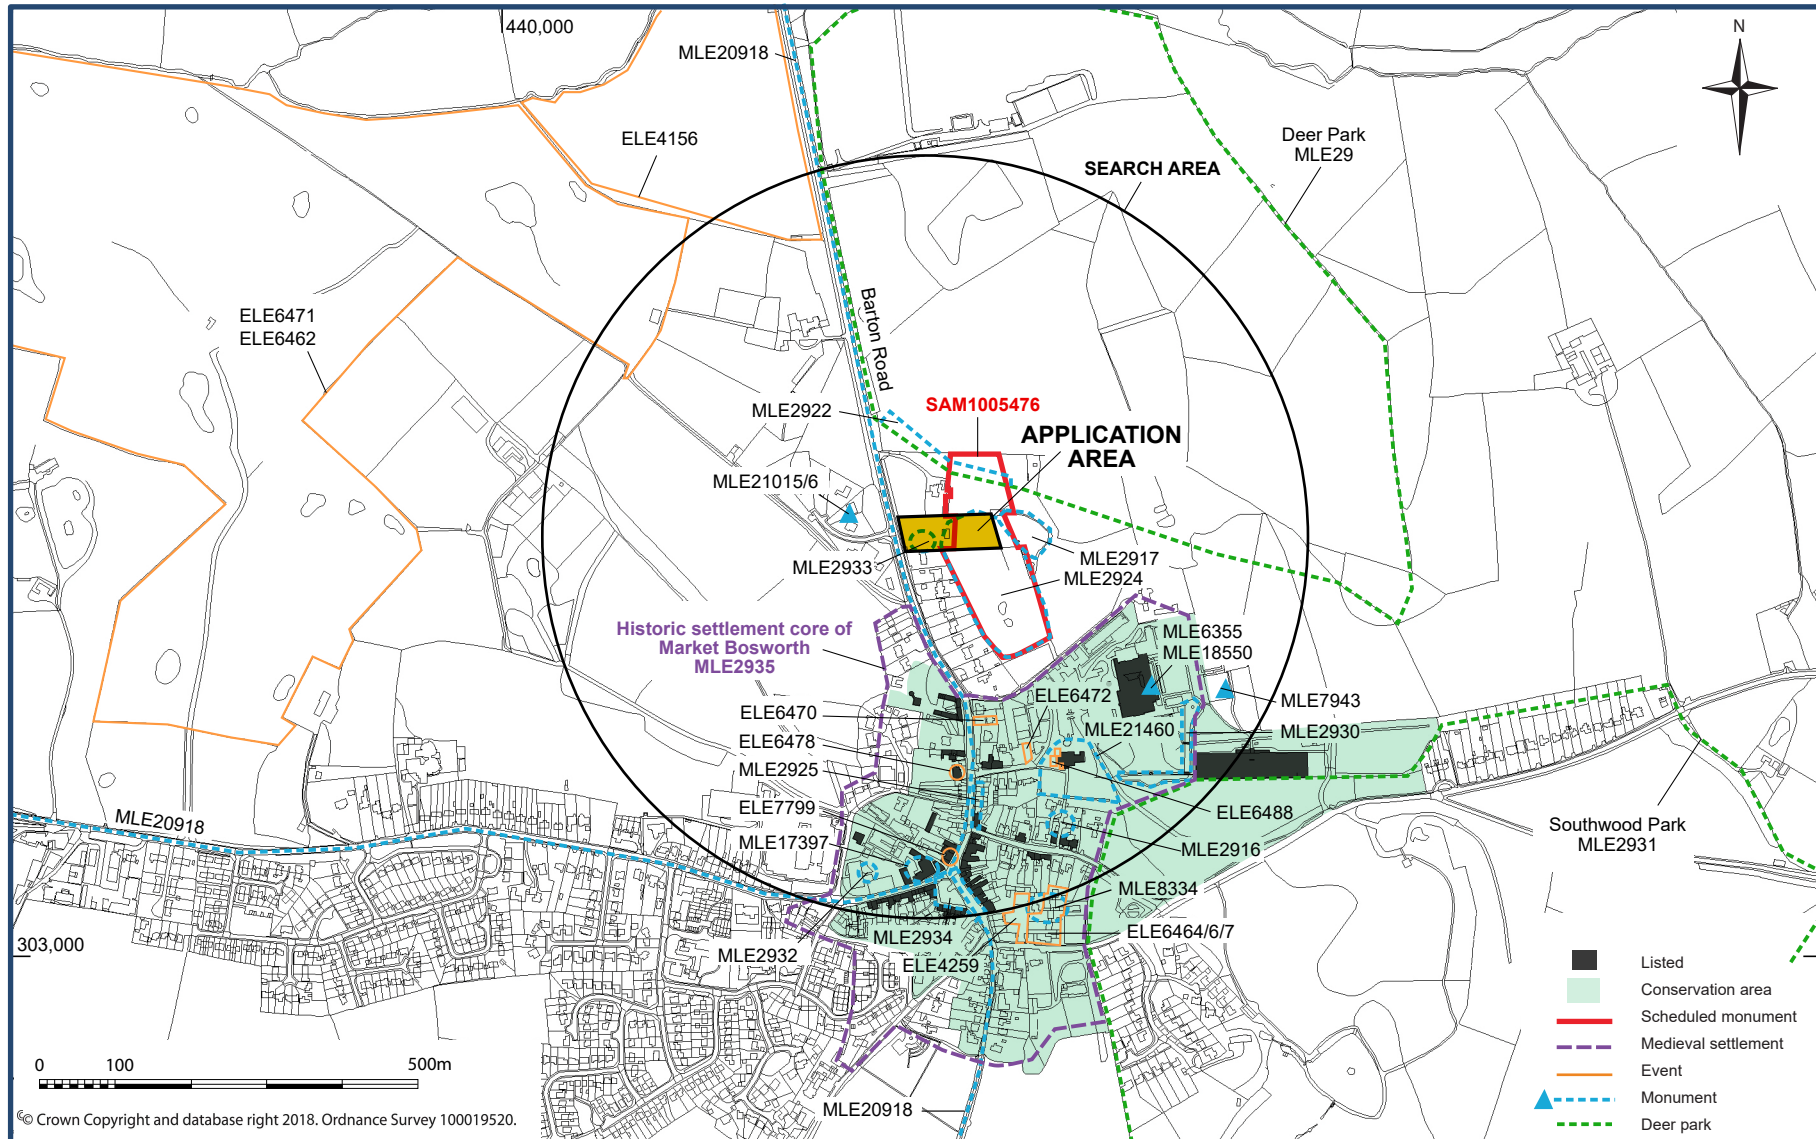 440,000
MLE20918
N
ELE4156
Deer Park
MLE29
SEARCH AREA
ELE6471
ELE6462
Barton Road
MLE2922
SAM1005476
APPLICATION
AREA
MLE21015/6
MLE2933
MLE2917
MLE2924
Historic settlement core of
Market Bosworth
MLE2935
MLE6355
MLE18550
ELE6472
MLE7943
ELE6470
MLE21460
MLE2930
ELE6478
MLE2925
ELE7799
ELE6488
MLE20918
MLE17397
MLE2916
Southwood Park
MLE2931
MLE8334
303,000
MLE2934
ELE6464/6/7
MLE2932
ELE4259
Listed
Conservation area
Scheduled monument
Medieval settlement
Event
Monument
Deer park
0 100 500m
MLE20918
© Crown Copyright and database right 2018. Ordnance Survey 100019520.